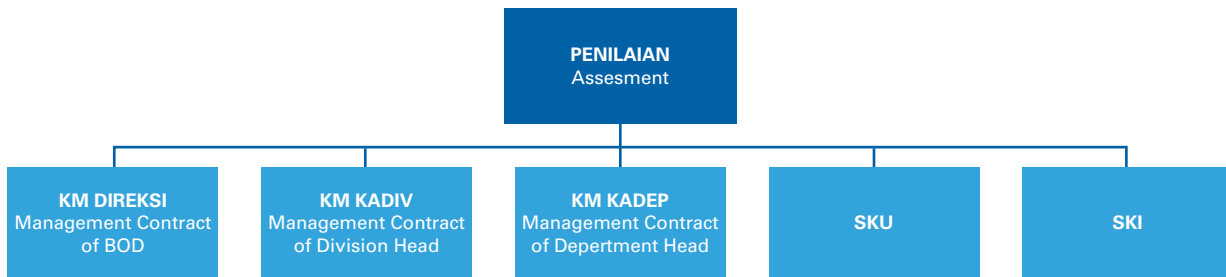 PENILAIAN
Assesment
KM DIREKSI
Management Contract
of BOD
KM KADIV
Management Contract
of Division Head
KM KADEP
Management Contract
of Depertment Head
SKU
SKI